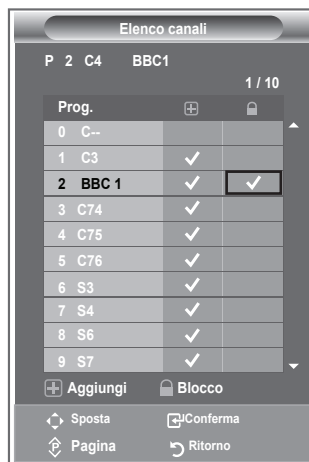 Elenco canali
P 2 C4 BBC1
1 / 10
Prog.
0 C--
1 C3
2 BBC 1
3 C74
4 C75
5 C76
6 S3
7 S4
8 S6
9 S7
Aggiungi Blocco
Sposta Conferma
P Pagina Ritorno